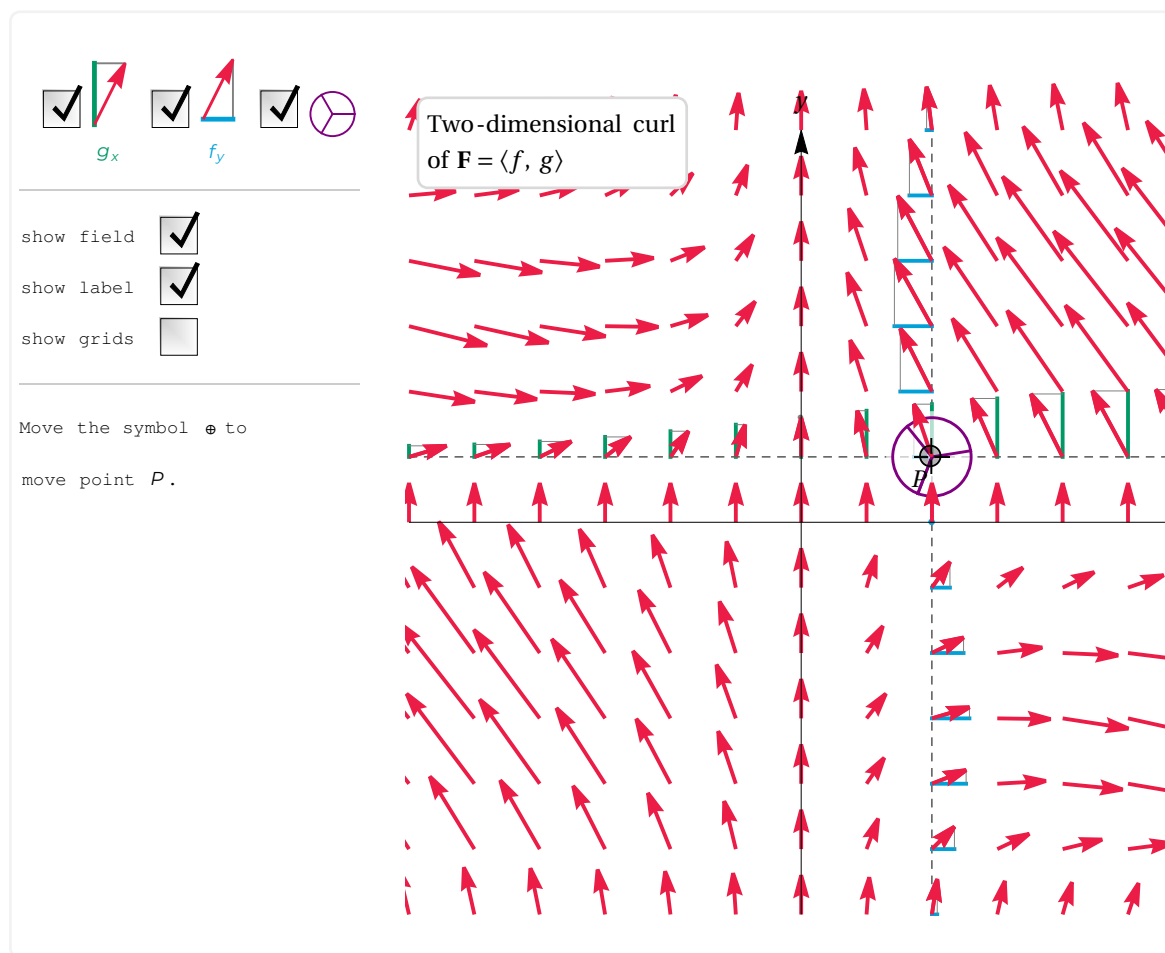 g_x f_y
show field
show label
show grids
Move the symbol ⊕ to
move point P.
Two-dimensional curl
of F = ⟨f, g⟩
y
P